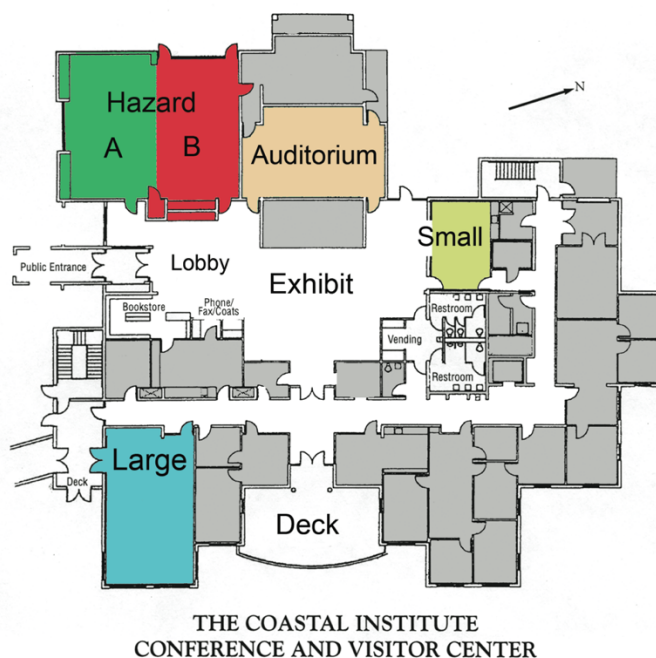 N
Hazard
A B
Auditorium
Small
Public Entrance
Lobby
Exhibit
Bookstore
Phone/
Fax/Coats
Restroom
Vending
Restroom
Large
Deck
Deck
THE COASTAL INSTITUTE
CONFERENCE AND VISITOR CENTER